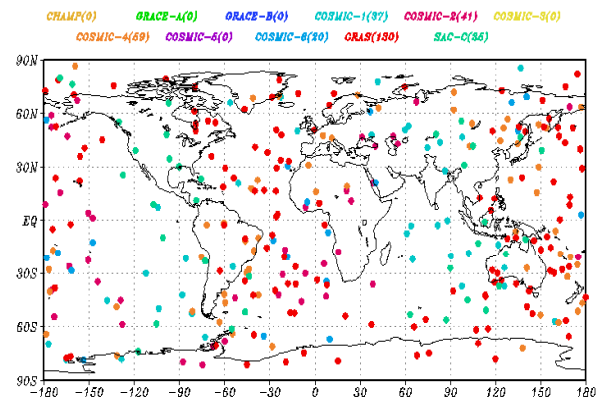 CHAMP(0) GRACE-A(0) GRACE-B(0) COSMIC-1(37) COSMIC-2(41) COSMIC-3(0)
COSMIC-4(59) COSMIC-5(0) COSMIC-6(30) GRAS(130) SAC-C(35)
90N
60N
30N
EQ
30S
60S
90S
-180 -150 -120 -90 -60 -30 0 30 60 90 120 150 180